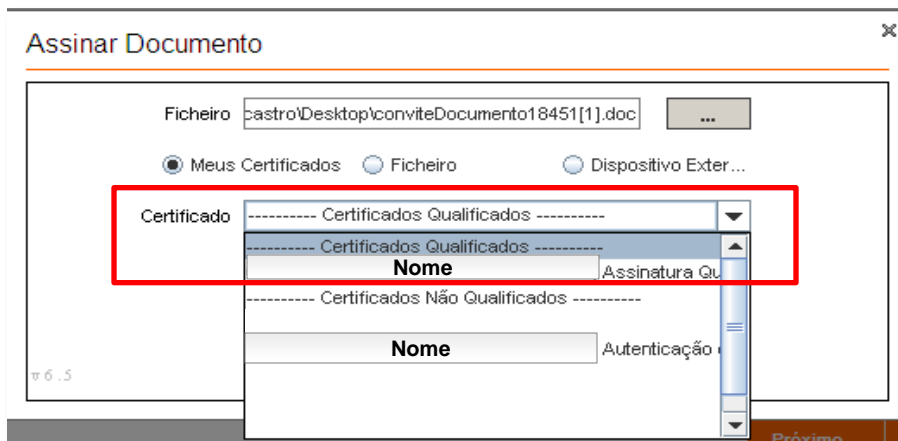 Assinar Documento
Ficheiro castro\Desktop\conviteDocumento18451[1].doc ...
Meus Certificados Ficheiro Dispositivo Exter...
Certificado ---------- Certificados Qualificados ----------
---------- Certificados Qualificados ----------
Nome Assinatura Qu
---------- Certificados Não Qualificados ----------
Nome Autenticação
6.5
Próximo